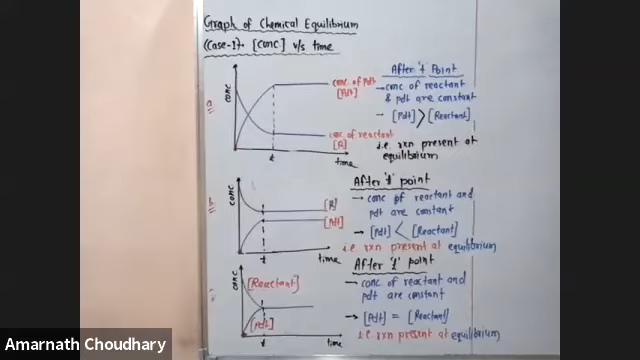 Graph of Chemical Equilibrium
(Case-1)→ [Conc] v/s time
conc
conc. of Pdt
[Pdt]
conc. of reactant
[R]
t
time
After 't' Point
→ conc of reactant
& pdt are constant
→ [Pdt] > [Reactant]
i.e rxn present at
equilibrium
conc
[R]
[Pdt]
t
time
After 't' point
→ conc of reactant and
pdt are constant
→ [Pdt] < [Reactant]
i.e rxn present at equilibrium
conc
[Reactant]
[Pdt]
t
time
After 't' point
→ conc of reactant and
pdt are constant
→ [Pdt] = [Reactant]
i.e rxn present at equilibrium
Amarnath Choudhary